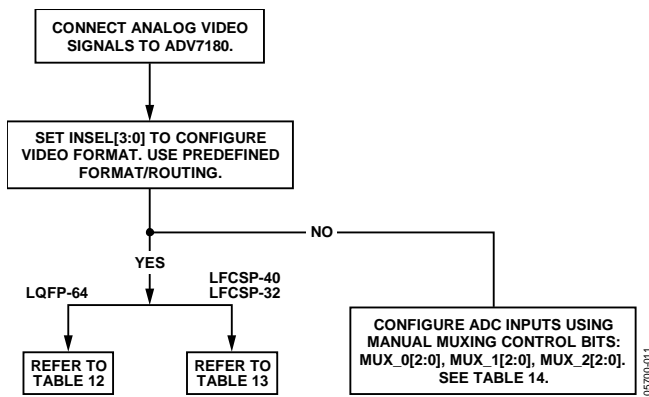 CONNECT ANALOG VIDEO
SIGNALS TO ADV7180.
SET INSEL[3:0] TO CONFIGURE
VIDEO FORMAT. USE PREDEFINED
FORMAT/ROUTING.
NO
YES
LQFP-64
LFCSP-40
LFCSP-32
REFER TO
TABLE 12
REFER TO
TABLE 13
CONFIGURE ADC INPUTS USING
MANUAL MUXING CONTROL BITS:
MUX_0[2:0], MUX_1[2:0], MUX_2[2:0].
SEE TABLE 14.
05700-011